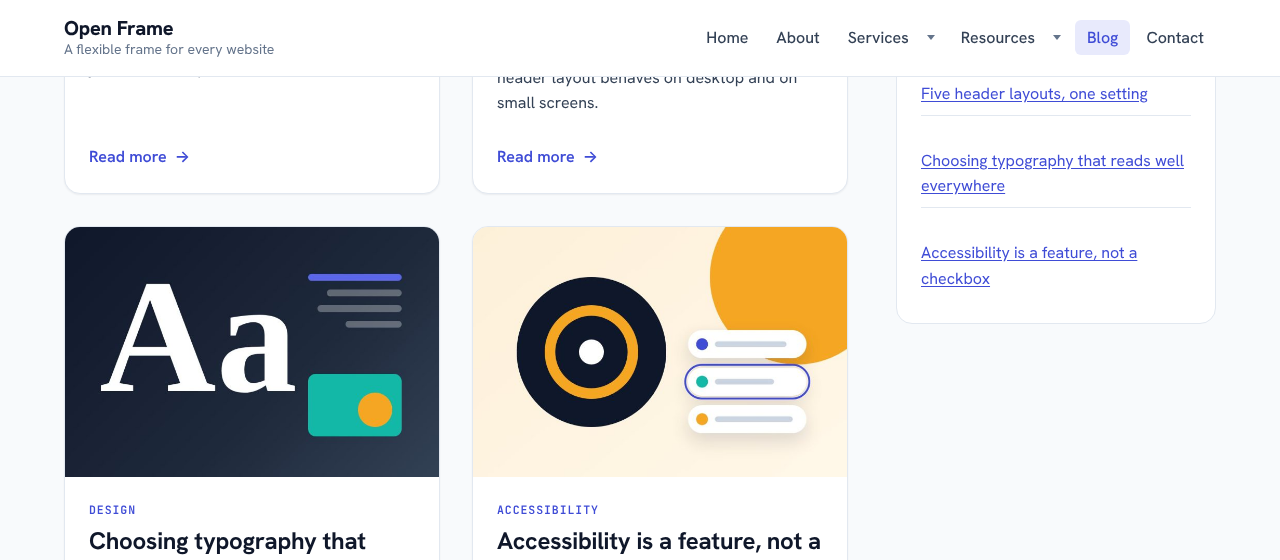 Open Frame
A flexible frame for every website
Home
About
Services
Resources
Blog
Contact
header layout behaves on desktop and on
small screens.
Read more →
Read more →
Five header layouts, one setting
Choosing typography that reads well
everywhere
Accessibility is a feature, not a
checkbox
Aa
DESIGN
Choosing typography that
ACCESSIBILITY
Accessibility is a feature, not a